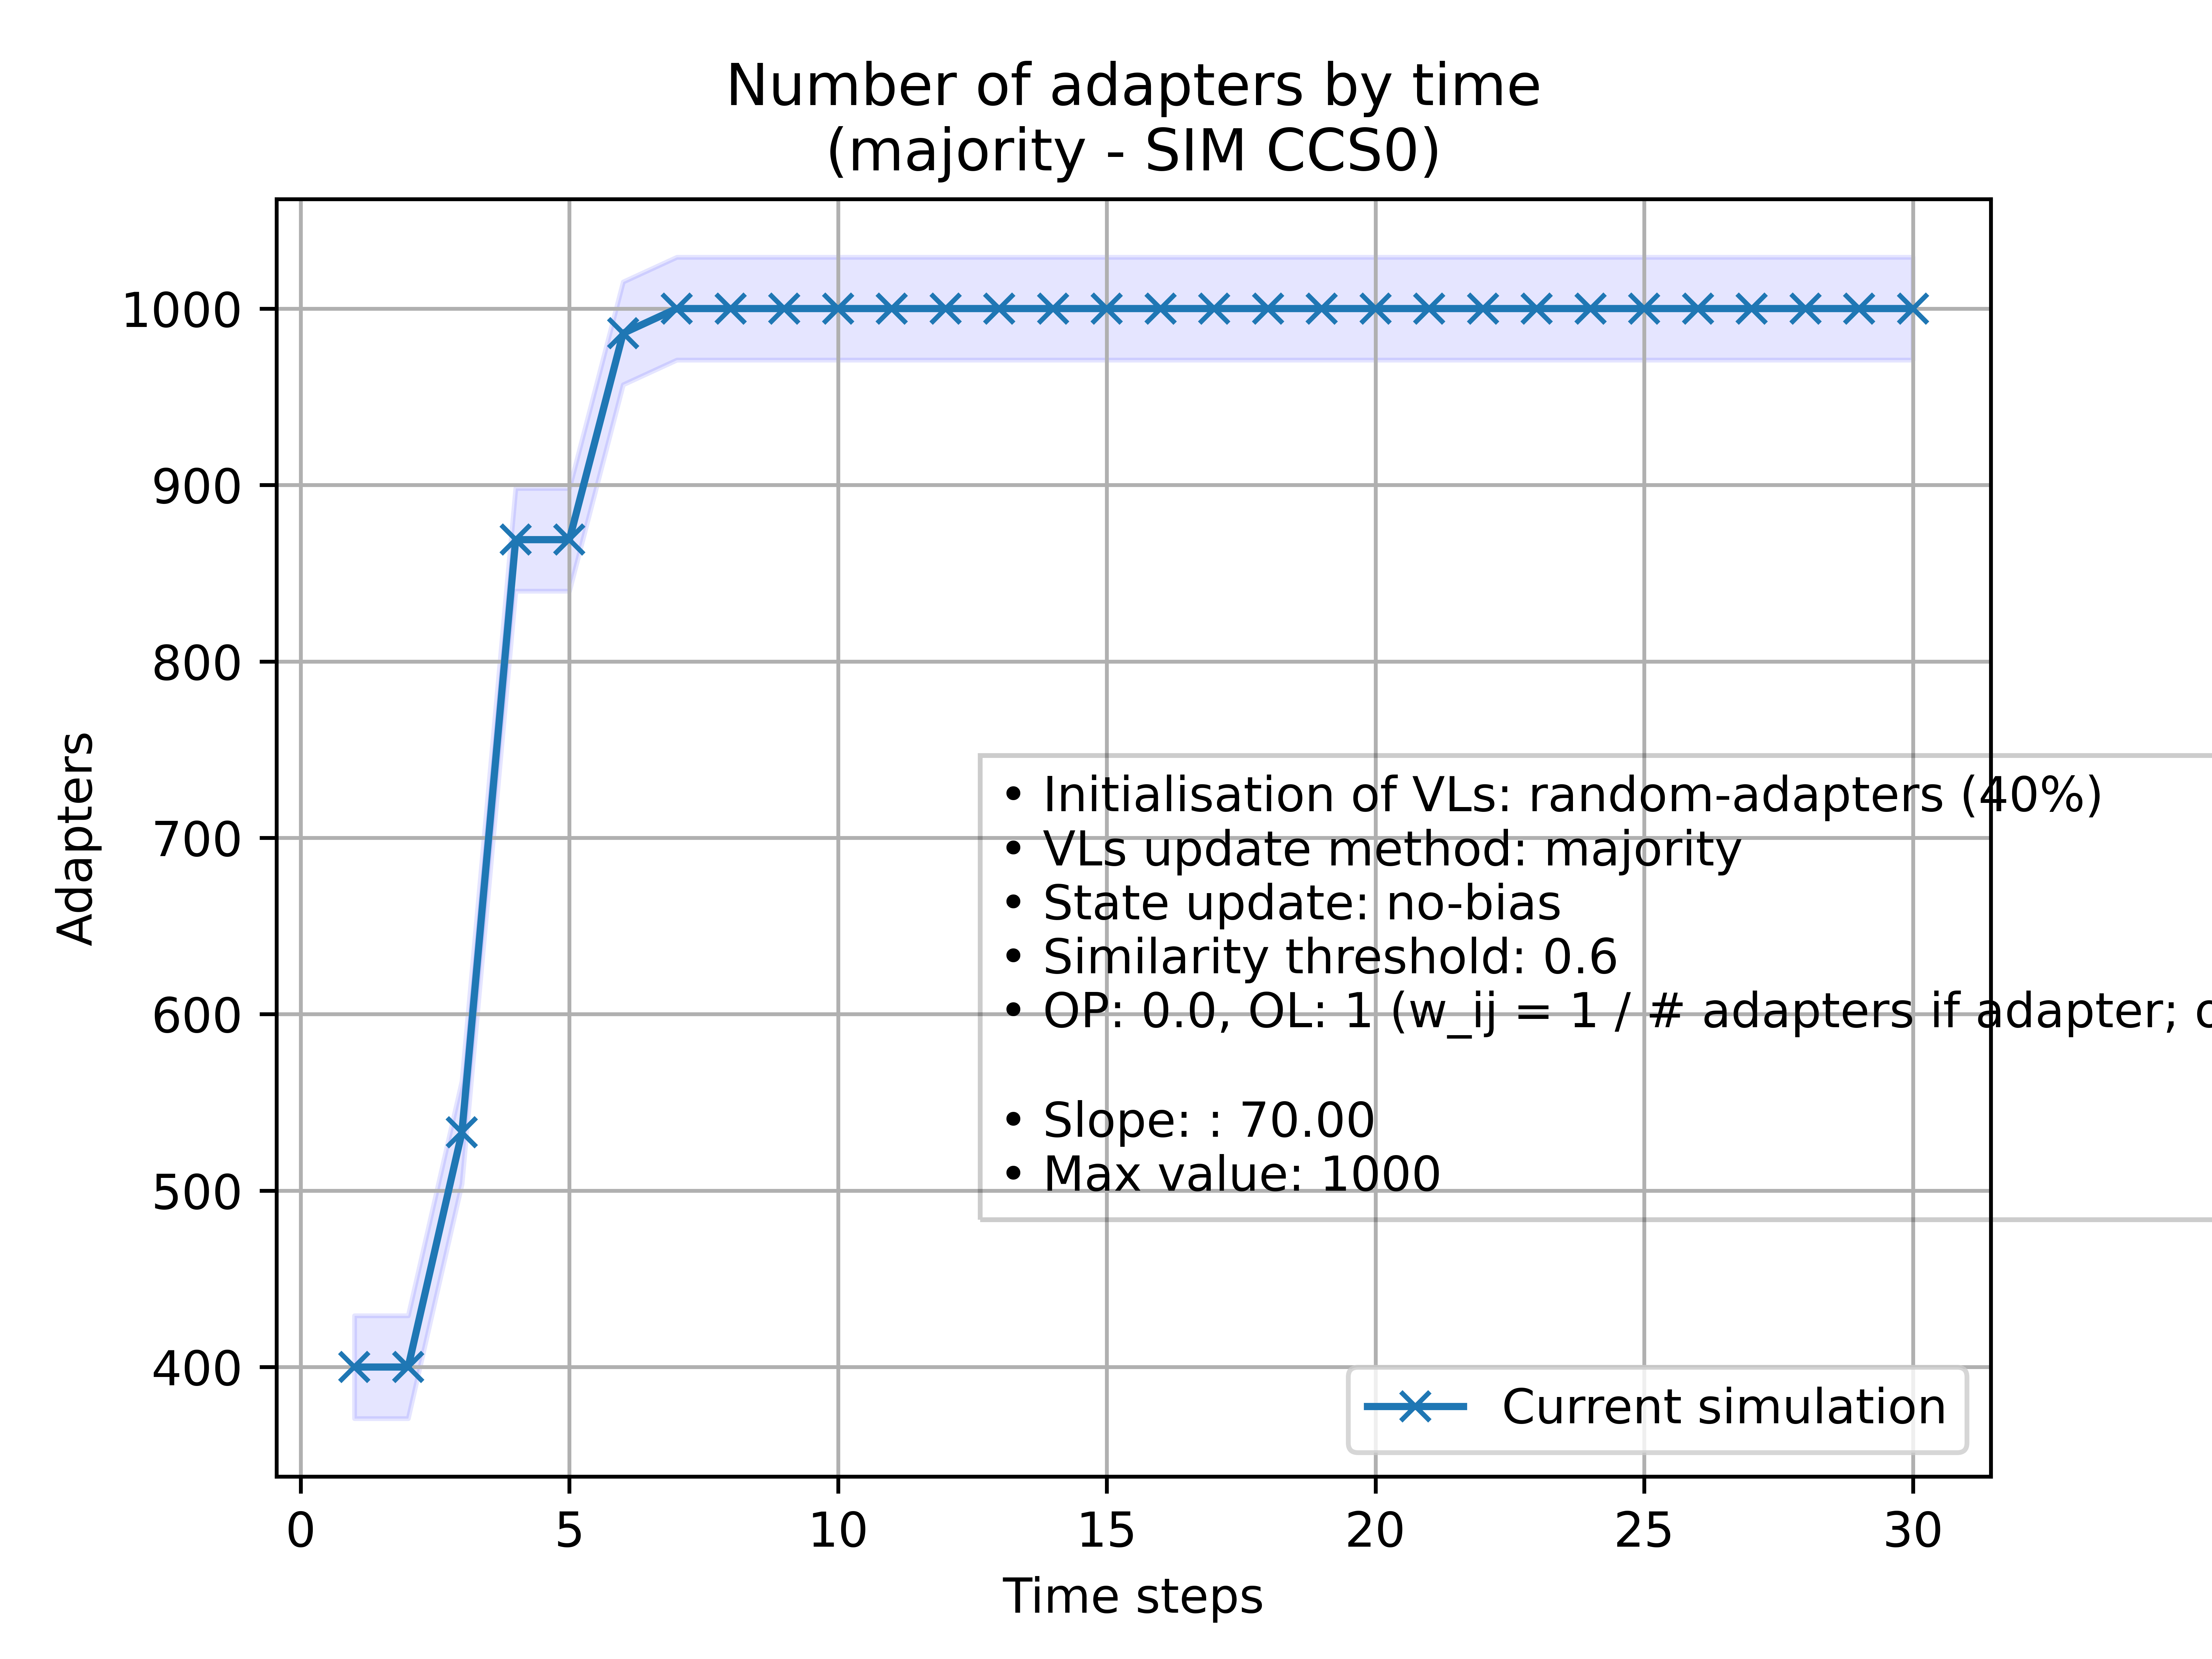 Number of adapters by time
(majority - SIM CCS0)
Adapters
1000
900
800
700
600
500
400
• Initialisation of VLs: random-adapters (40%)
• VLs update method: majority
• State update: no-bias
• Similarity threshold: 0.6
• OP: 0.0, OL: 1 (w_ij = 1 / # adapters if adapter;
• Slope: : 70.00
• Max value: 1000
Current simulation
0 5 10 15 20 25 30
Time steps